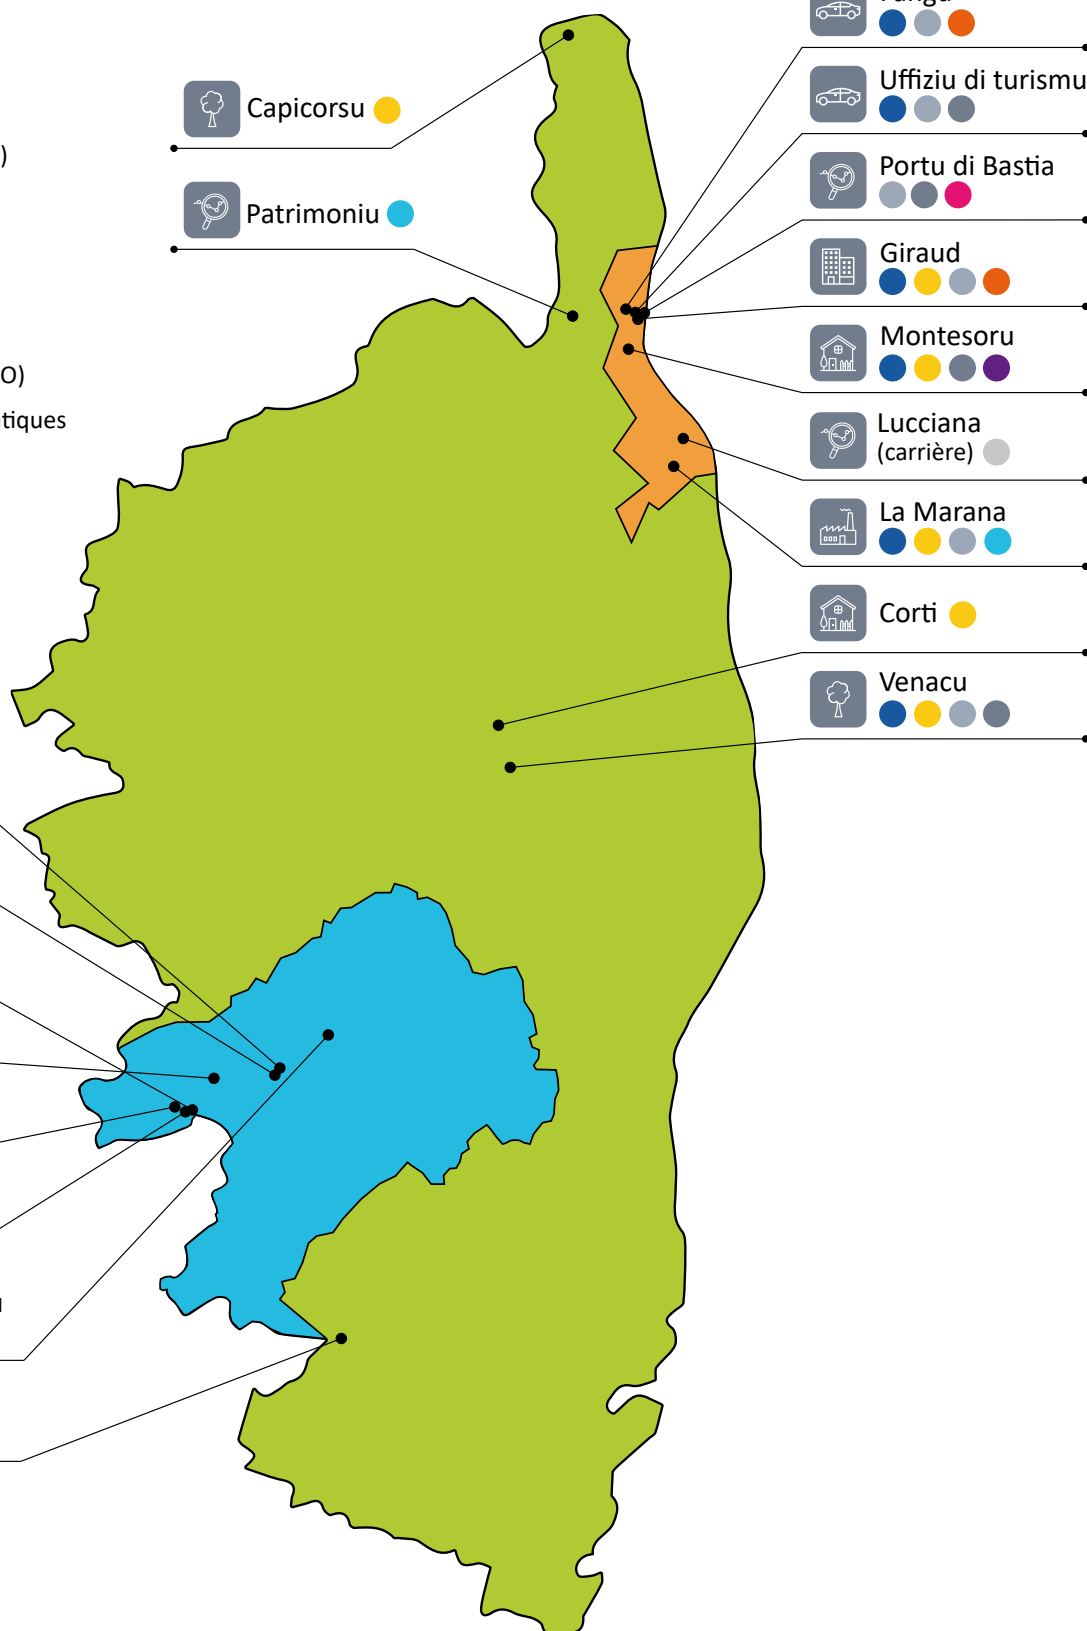 Uffiziu di turismu
Capicorsu
)
Portu di Bastia
Patrimoniu
Giraud
Montesoru
O)
tiques
Lucciana
(carrière)
La Marana
Corti
Venacu